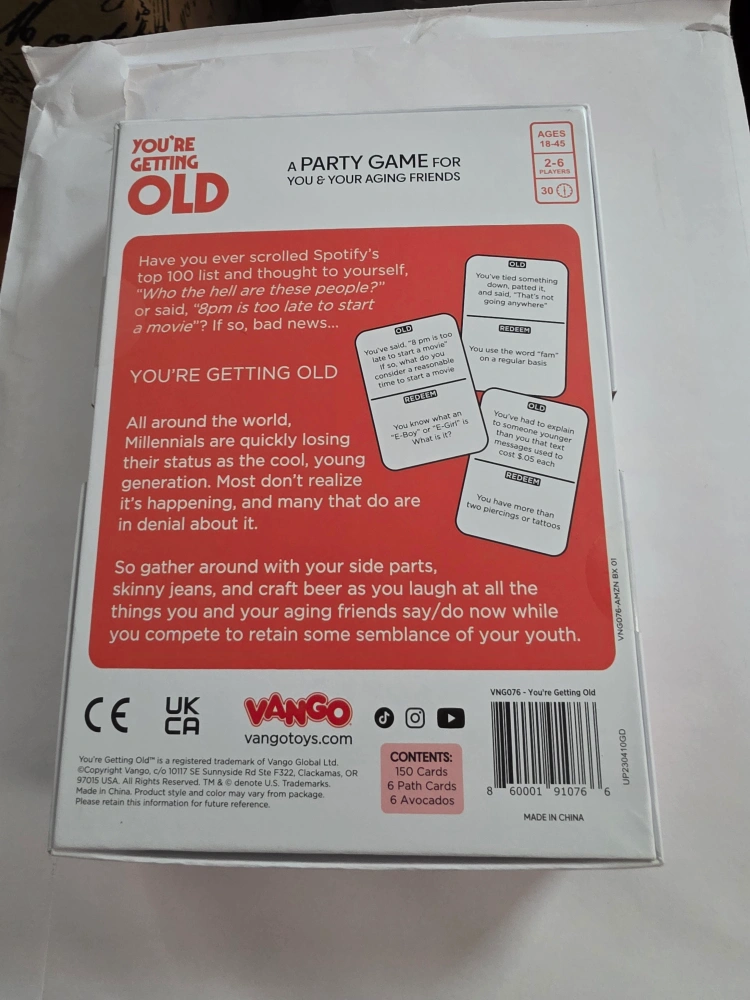 YOU'RE
GETTING
OLD
A PARTY GAME FOR
YOU & YOUR AGING FRIENDS
AGES
18-45
2-6
PLAYERS
30
Have you ever scrolled Spotify's
top 100 list and thought to yourself,
"Who the hell are these people?"
or said, "8pm is too late to start
a movie"? If so, bad news...
YOU'RE GETTING OLD
All around the world,
Millennials are quickly losing
their status as the cool, young
generation. Most don't realize
it's happening, and many that do are
in denial about it.
So gather around with your side parts,
skinny jeans, and craft beer as you laugh at all the
things you and your aging friends say/do now while
you compete to retain some semblance of your youth.
OLD
You've tied something
down, patted it,
and said, "That's not
going anywhere"
REDEEM
You use the word "fam"
on a regular basis
OLD
You've said, "8 pm is too
late to start a movie"
If so, what do you
consider a reasonable
time to start a movie
REDEEM
You know what an
"E-Boy" or "E-Girl" is
What is it?
OLD
You've had to explain
to someone younger
than you that text
messages used to
cost $.05 each
REDEEM
You have more than
two piercings or tattoos
VNG076-AMZN BX 01
CE
UK
CA
VANGO
vangotoys.com
You're Getting Old™ is a registered trademark of Vango Global Ltd.
©Copyright Vango, c/o 10117 SE Sunnyside Rd Ste F322, Clackamas, OR
97015 USA. All Rights Reserved. TM & © denote U.S. Trademarks.
Made in China. Product style and color may vary from package.
Please retain this information for future reference.
CONTENTS:
150 Cards
6 Path Cards
6 Avocados
VNG076 - You're Getting Old
8 60001 91076 6
MADE IN CHINA
UP230410GD